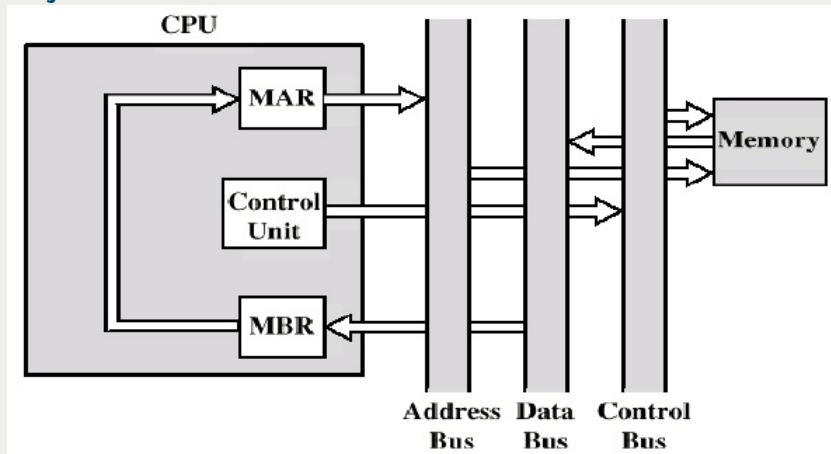 CPU
MAR
Memory
Control
Unit
MBR
Address Data Control
Bus Bus Bus